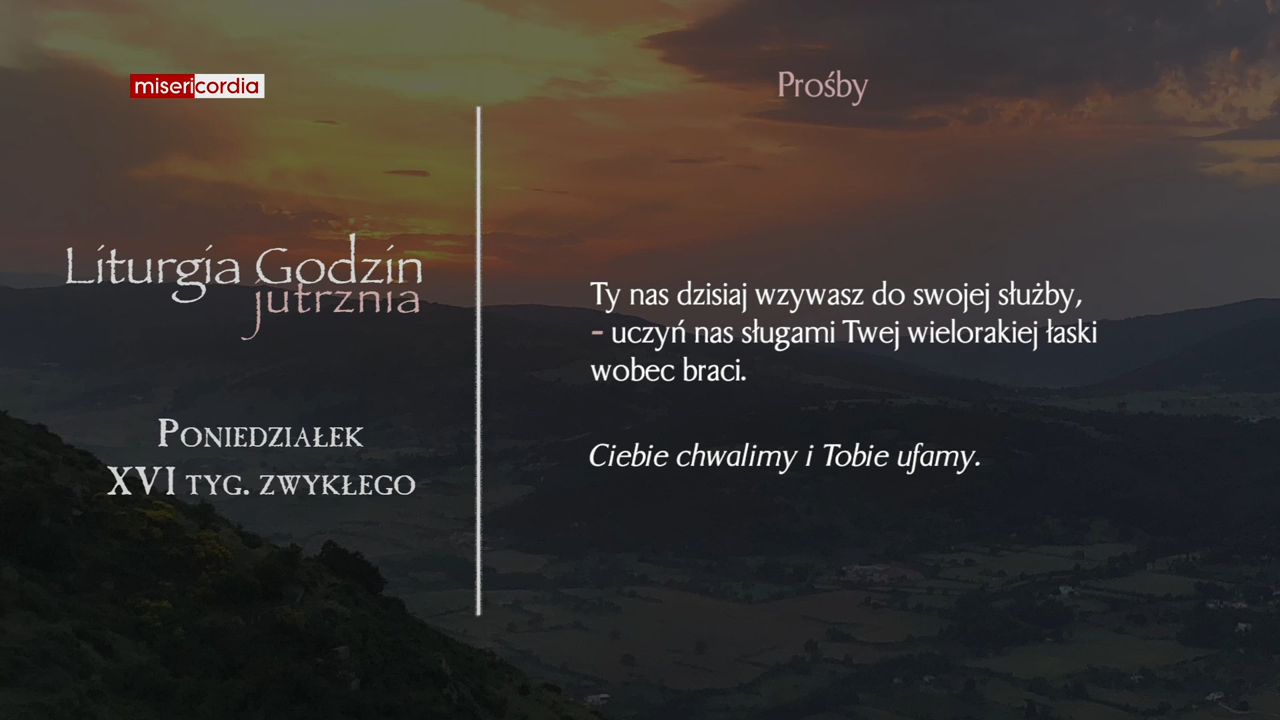 misericordia
Liturgia Godzin
jutrznia
Poniedziałek
XVI tyg. zwykłego
Prośby
Ty nas dzisiaj wzywasz do swojej służby,
- uczyń nas sługami Twej wielorakiej łaski
wobec braci.
Ciebie chwalimy i Tobie ufamy.